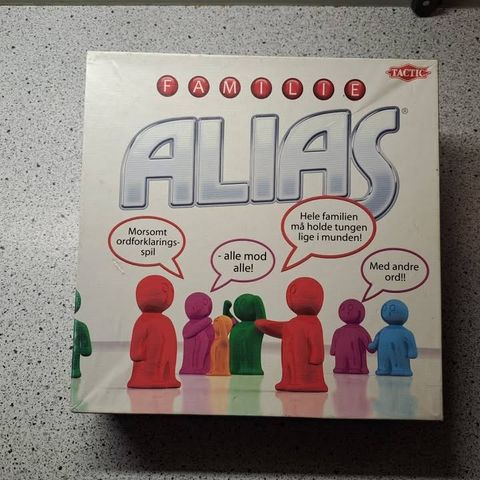 TACTIC
FAMILIE
ALIAS®
Morsomt
ordforklarings-
spil
- alle mod
alle!
Hele familien
må holde tungen
lige i munden!
Med andre
ord!!